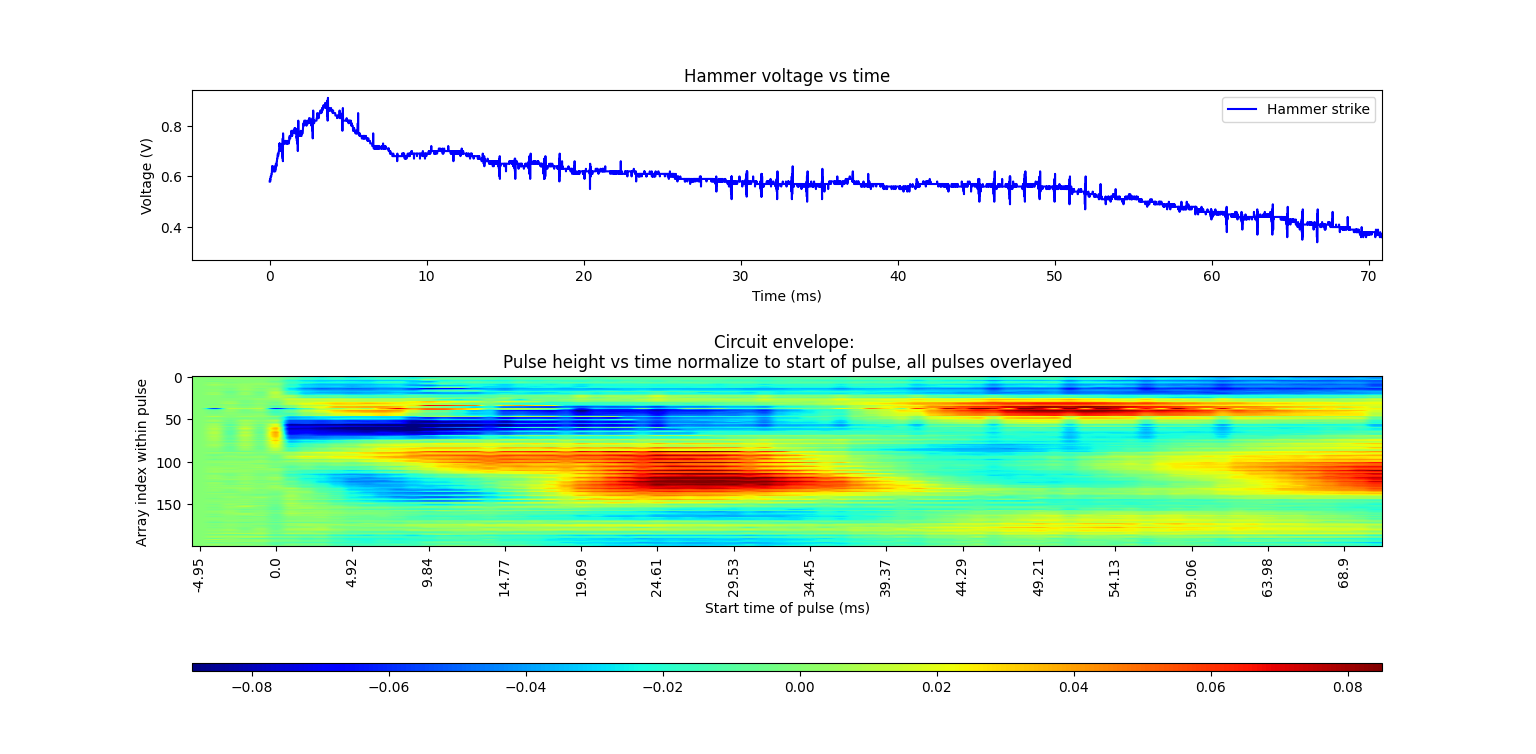 Hammer voltage vs time
Hammer strike
Voltage (V)
0.8
0.6
0.4
0 10 20 30 40 50 60 70
Time (ms)
Circuit envelope:
Pulse height vs time normalize to start of pulse, all pulses overlayed
Array index within pulse
0
50
100
150
-4.95 0.0 4.92 9.84 14.77 19.69 24.61 29.53 34.45 39.37 44.29 49.21 54.13 59.06 63.98 68.9
Start time of pulse (ms)
−0.08 −0.06 −0.04 −0.02 0.00 0.02 0.04 0.06 0.08